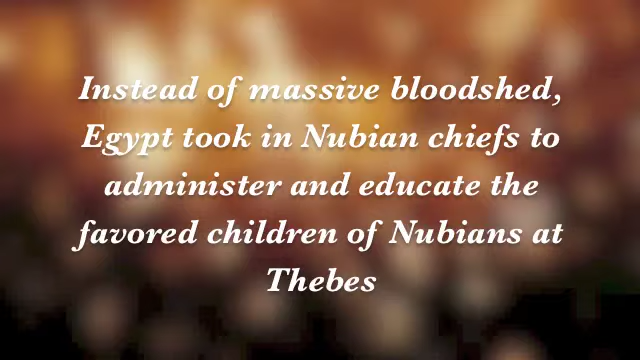 Instead of massive bloodshed,
Egypt took in Nubian chiefs to
administer and educate the
favored children of Nubians at
Thebes